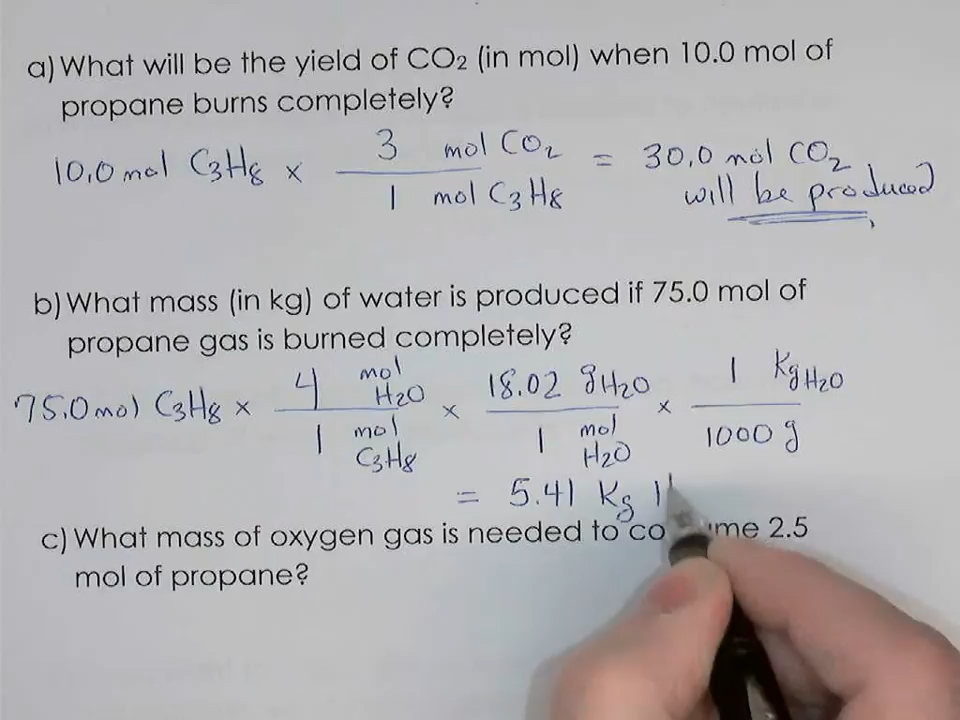 a) What will be the yield of CO₂ (in mol) when 10.0 mol of
propane burns completely?
10.0 mol C₃H₈ × 3 mol CO₂ / 1 mol C₃H₈ = 30.0 mol CO₂
will be produced,
b) What mass (in kg) of water is produced if 75.0 mol of
propane gas is burned completely?
75.0 mol C₃H₈ × 4 mol H₂O / 1 mol C₃H₈ × 18.02 g H₂O / 1 mol H₂O × 1 Kg H₂O / 1000 g
= 5.41 Kg
c) What mass of oxygen gas is needed to 2.5
mol of propane?